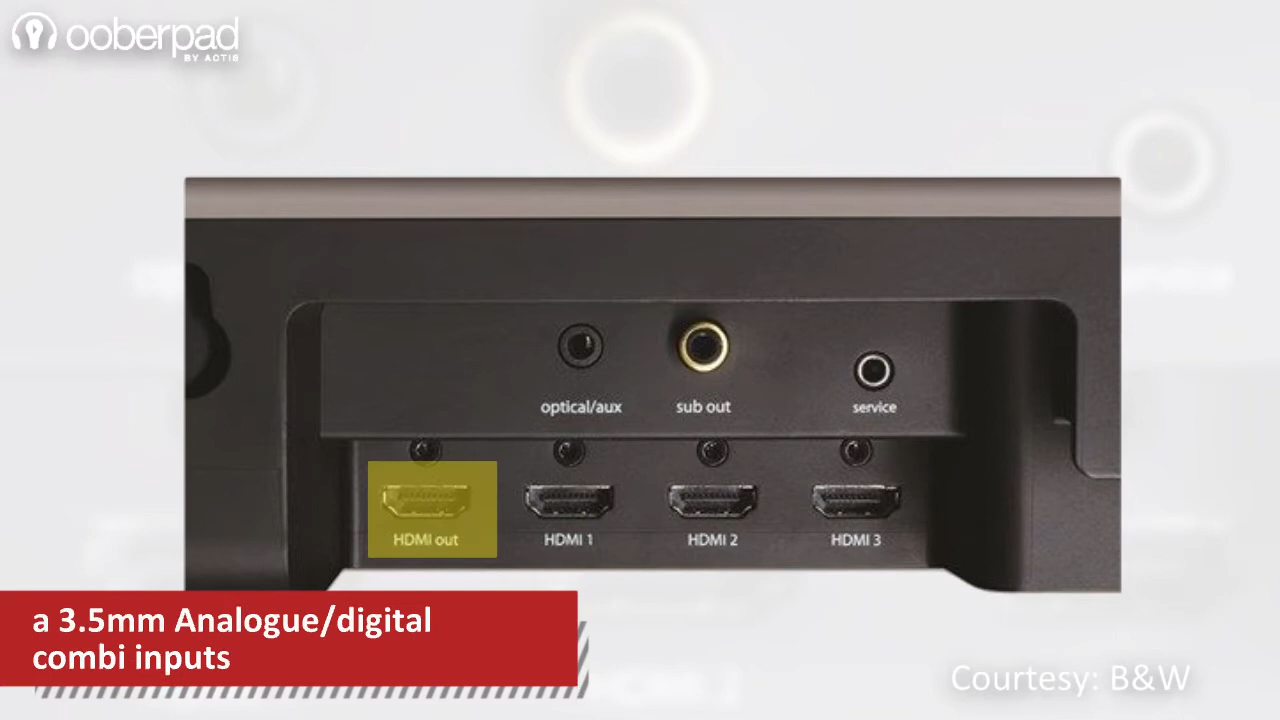 ooberpad
BY ACTIS
optical/aux
sub out
service
HDMI out
HDMI 1
HDMI 2
HDMI 3
a 3.5mm Analogue/digital
combi inputs
Courtesy: B&W